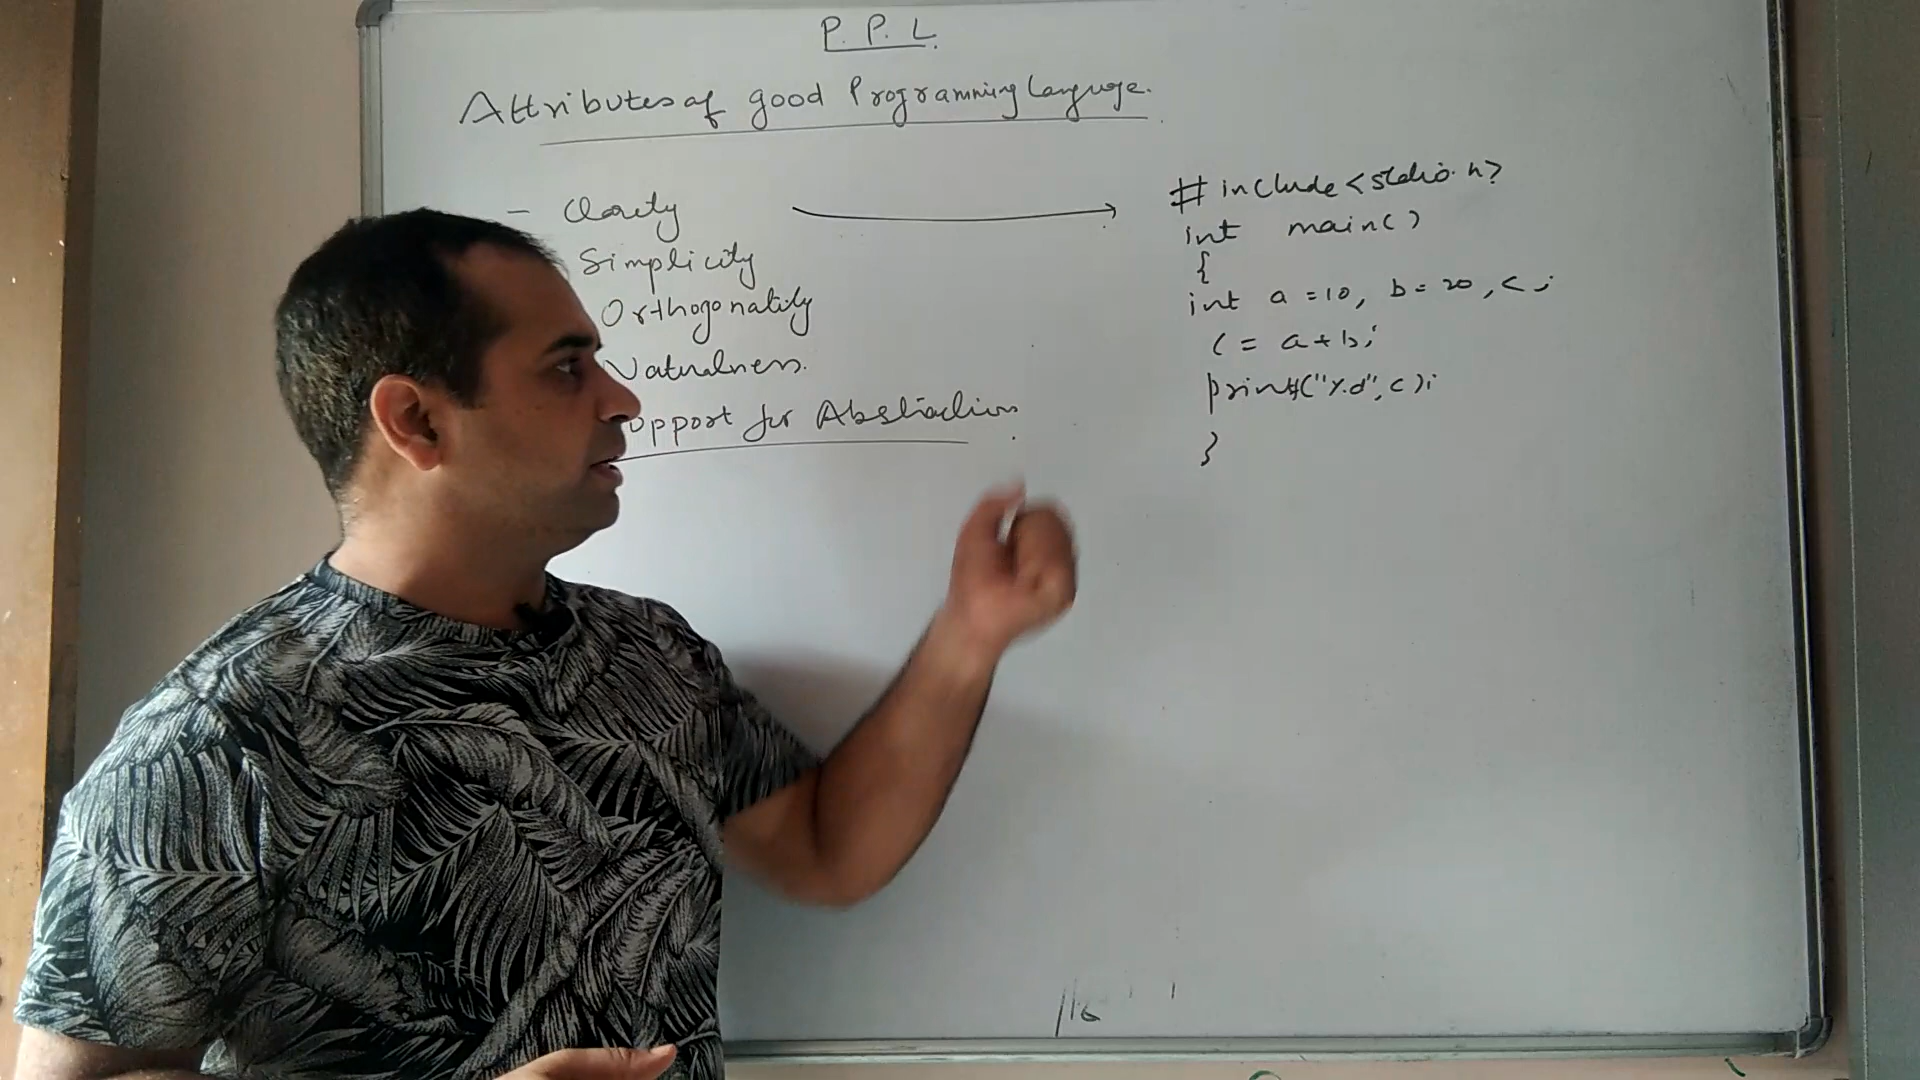 P. P. L.
Attributes of good Programming Language.
- Clarity
Simplicity
Orthogonality
Naturalness.
upport for Abstraction
#include<stdio.h>
int main()
{
int a=10, b=20, c;
c = a+b;
printf("%d",c);
}